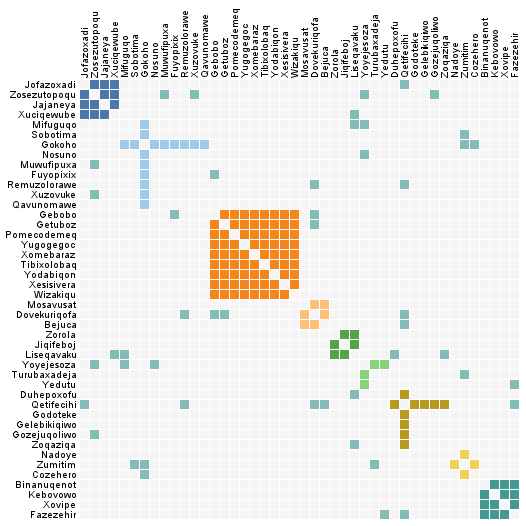 Jofazoxadi
Zosezutopoqu
Jajaneya
Xuciqewube
Mifuguqo
Sobotima
Gokoho
Nosuno
Muwufipuxa
Fuyopixix
Remuzolorawe
Xuzovuke
Qavunomawe
Gebobo
Getuboz
Pomecodemeq
Yugogegoc
Xomebaraz
Tibixolobaq
Yodabiqon
Xesisivera
Wizakiqu
Mosavusat
Dovekuriqofa
Bejuca
Zorola
Jiqifeboj
Liseqavaku
Yoyejesoza
Turubaxadeja
Yedutu
Duhepoxofu
Qetifecihi
Godoteke
Gelebikiqiwo
Gozejuqoliwo
Zoqaziqa
Nadoye
Zumitim
Cozehero
Binanuqenot
Kebovowo
Xovipe
Fazezehir
Jofazoxadi
Zosezutopoqu
Jajaneya
Xuciqewube
Mifuguqo
Sobotima
Gokoho
Nosuno
Muwufipuxa
Fuyopixix
Remuzolorawe
Xuzovuke
Qavunomawe
Gebobo
Getuboz
Pomecodemeq
Yugogegoc
Xomebaraz
Tibixolobaq
Yodabiqon
Xesisivera
Wizakiqu
Mosavusat
Dovekuriqofa
Bejuca
Zorola
Jiqifeboj
Liseqavaku
Yoyejesoza
Turubaxadeja
Yedutu
Duhepoxofu
Qetifecihi
Godoteke
Gelebikiqiwo
Gozejuqoliwo
Zoqaziqa
Nadoye
Zumitim
Cozehero
Binanuqenot
Kebovowo
Xovipe
Fazezehir